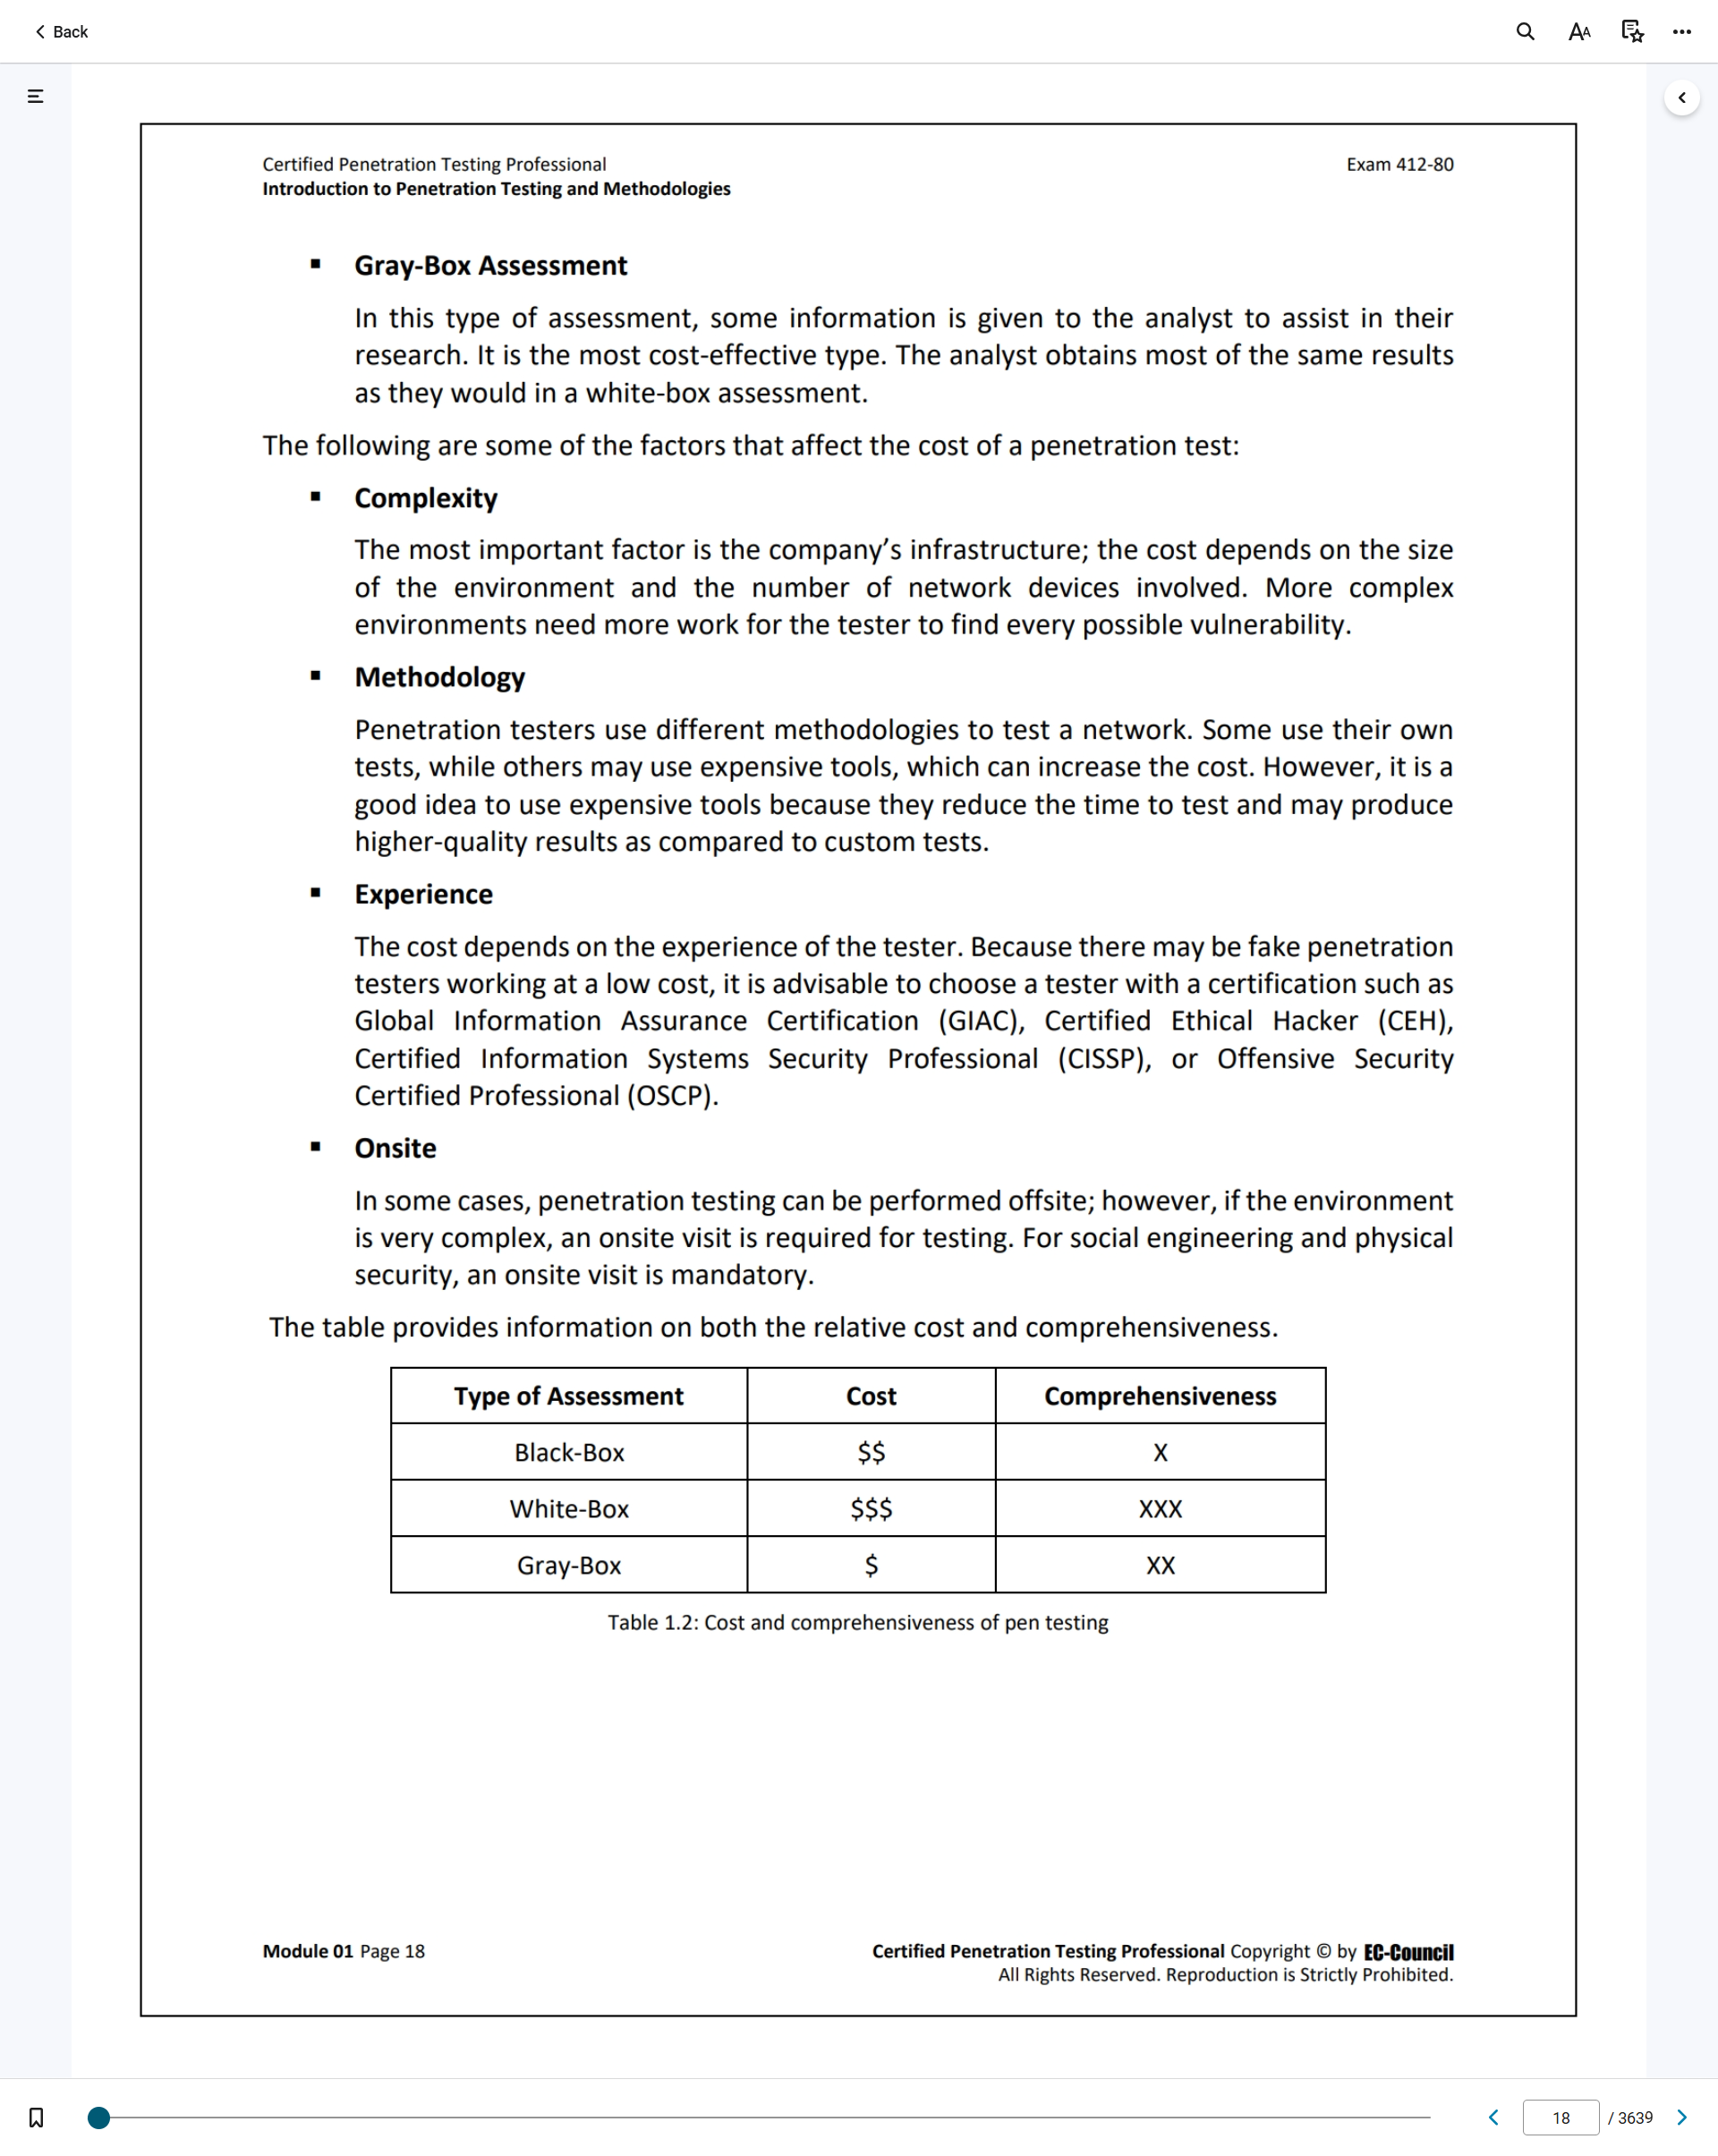 Back
Certified Penetration Testing Professional
Exam 412-80
Introduction to Penetration Testing and Methodologies
▪ Gray-Box Assessment
In this type of assessment, some information is given to the analyst to assist in their
research. It is the most cost-effective type. The analyst obtains most of the same results
as they would in a white-box assessment.
The following are some of the factors that affect the cost of a penetration test:
▪ Complexity
The most important factor is the company’s infrastructure; the cost depends on the size
of the environment and the number of network devices involved. More complex
environments need more work for the tester to find every possible vulnerability.
▪ Methodology
Penetration testers use different methodologies to test a network. Some use their own
tests, while others may use expensive tools, which can increase the cost. However, it is a
good idea to use expensive tools because they reduce the time to test and may produce
higher-quality results as compared to custom tests.
▪ Experience
The cost depends on the experience of the tester. Because there may be fake penetration
testers working at a low cost, it is advisable to choose a tester with a certification such as
Global Information Assurance Certification (GIAC), Certified Ethical Hacker (CEH),
Certified Information Systems Security Professional (CISSP), or Offensive Security
Certified Professional (OSCP).
▪ Onsite
In some cases, penetration testing can be performed offsite; however, if the environment
is very complex, an onsite visit is required for testing. For social engineering and physical
security, an onsite visit is mandatory.
The table provides information on both the relative cost and comprehensiveness.
Type of Assessment Cost Comprehensiveness
Black-Box $$ X
White-Box $$$ XXX
Gray-Box $ XX
Table 1.2: Cost and comprehensiveness of pen testing
Module 01 Page 18
Certified Penetration Testing Professional Copyright © by EC-Council
All Rights Reserved. Reproduction is Strictly Prohibited.
18 / 3639